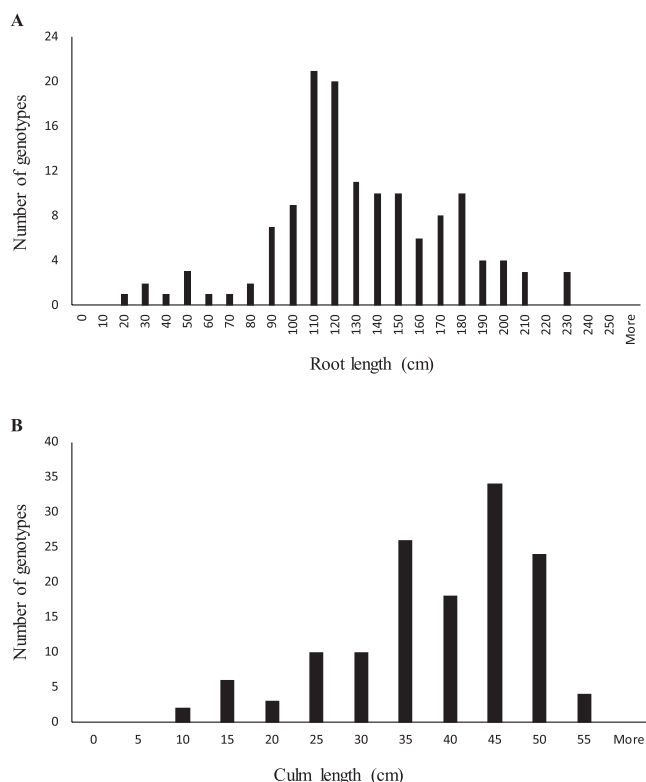 A
24
20
16
12
8
4
0
Number of genotypes
0 10 20 30 40 50 60 70 80 90 100 110 120 130 140 150 160 170 180 190 200 210 220 230 240 250 More
Root length (cm)
B
40
35
30
25
20
15
10
5
0
Number of genotypes
0 5 10 15 20 25 30 35 40 45 50 55 More
Culm length (cm)